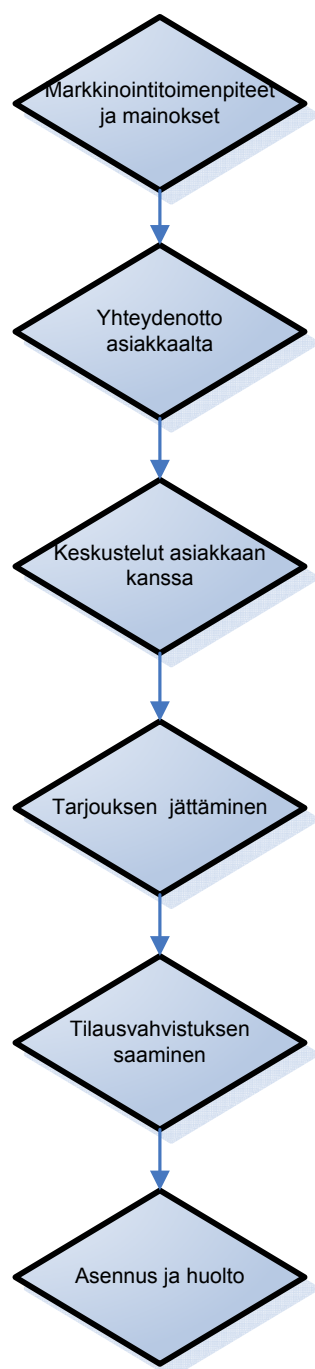 Markkinointitoimenpiteet
ja mainokset
Yhteydenotto
asiakkaalta
Keskustelut asiakkaan
kanssa
Tarjouksen jättäminen
Tilausvahvistuksen
saaminen
Asennus ja huolto